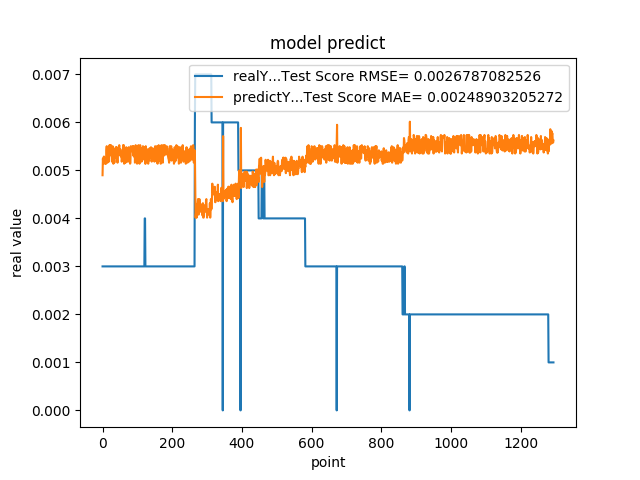 model predict
realY...Test Score RMSE= 0.0026787082526
predictY...Test Score MAE= 0.00248903205272
0.007
0.006
0.005
0.004
0.003
0.002
0.001
0.000
real value
0 200 400 600 800 1000 1200
point